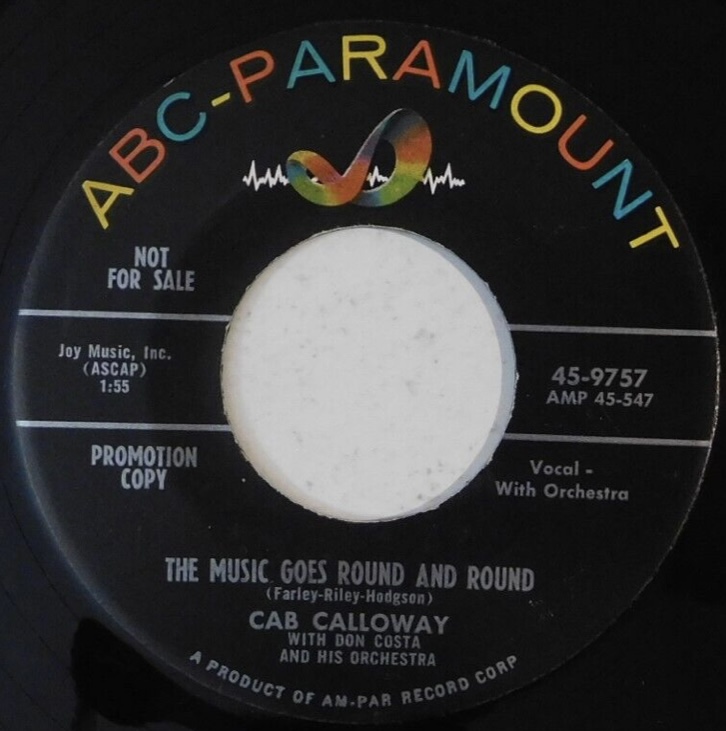 ABC-PARAMOUNT
NOT
FOR SALE
Joy Music, Inc.
(ASCAP)
1:55
45-9757
AMP 45-547
PROMOTION
COPY
Vocal -
With Orchestra
THE MUSIC GOES ROUND AND ROUND
(Farley-Riley-Hodgson)
CAB CALLOWAY
WITH DON COSTA
AND HIS ORCHESTRA
A PRODUCT OF AM-PAR RECORD CORP